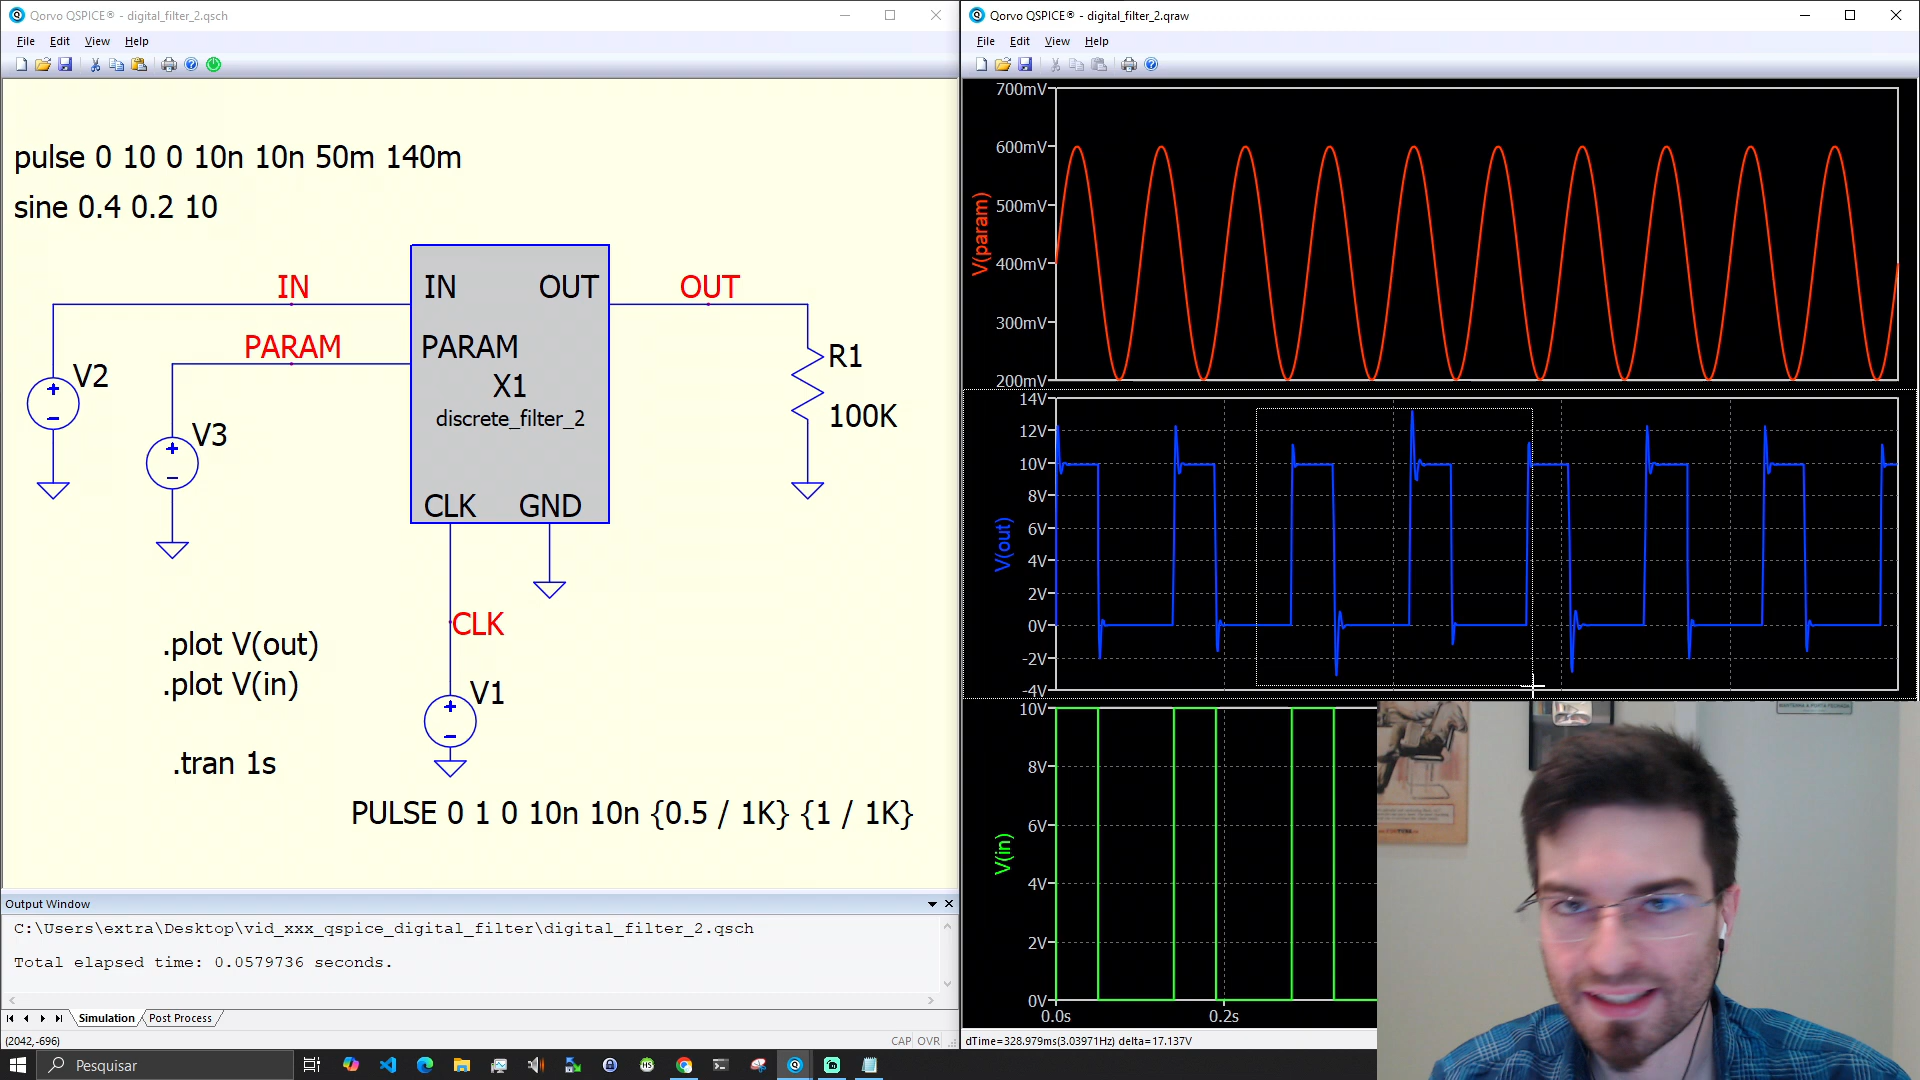 Qorvo QSPICE® - digital_filter_2.qsch
File Edit View Help
pulse 0 10 0 10n 10n 50m 140m
sine 0.4 0.2 10
IN
IN
OUT
OUT
PARAM
PARAM
X1
discrete_filter_2
V2
V3
R1
100K
CLK
GND
CLK
V1
.plot V(out)
.plot V(in)
.tran 1s
PULSE 0 1 0 10n 10n {0.5 / 1K} {1 / 1K}
Output Window
C:\Users\extra\Desktop\vid_xxx_qspice_digital_filter\digital_filter_2.qsch
Total elapsed time: 0.0579736 seconds.
Simulation
Post Process
(2042,-696)
CAP OVR
Pesquisar
Qorvo QSPICE® - digital_filter_2.qraw
File Edit View Help
V(param)
700mV
600mV
500mV
400mV
300mV
200mV
V(out)
14V
12V
10V
8V
6V
4V
2V
0V
-2V
-4V
V(in)
10V
8V
6V
4V
2V
0V
0.0s
0.2s
dTime=328.979ms(3.03971Hz) delta=17.137V